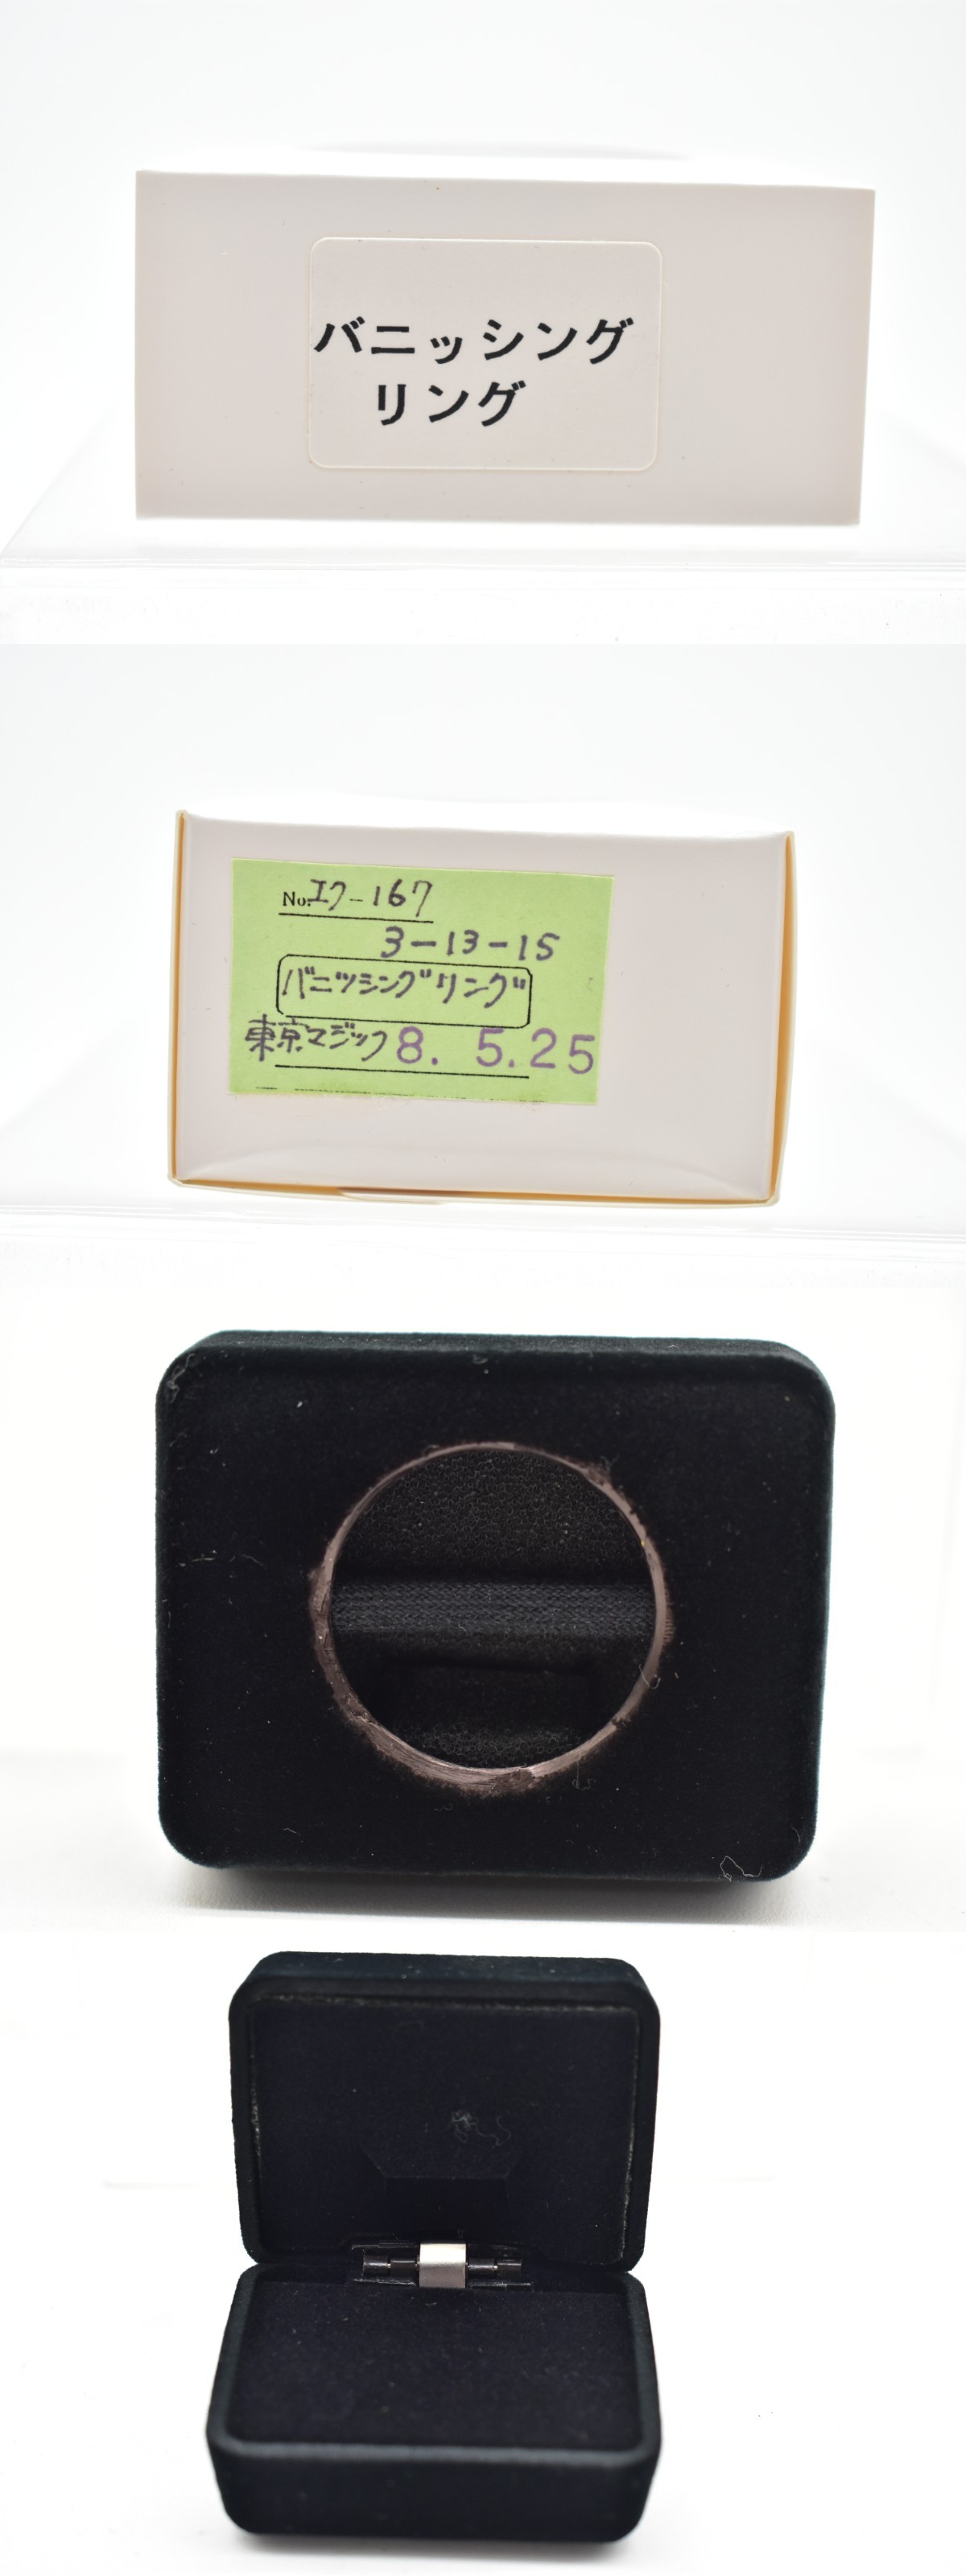 バニッシング
リング
No.エク-167
3-13-15
バニッシングリング
東京マジック 8. 5.25